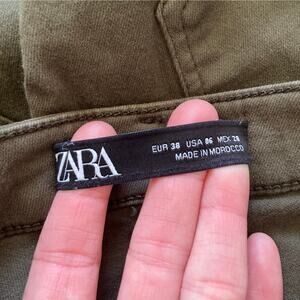 ZARA
EUR 38 USA 06 MEX 28
MADE IN MOROCCO